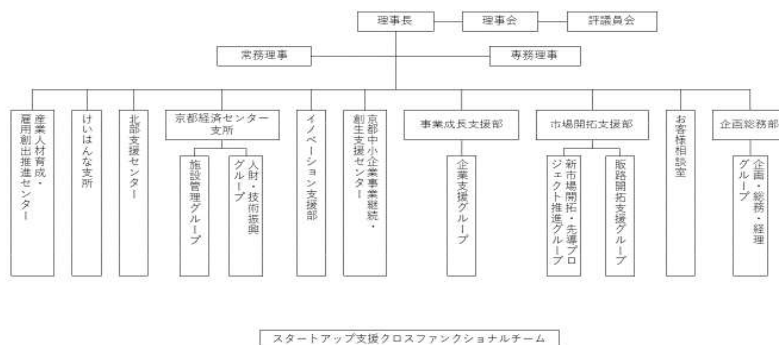 理事長
理事会
評議員会
常務理事
専務理事
産業人材育成・
雇用創出推進センター
けいはんな支所
北部支援センター
京都経済センター
支所
施設管理グループ
人財・技術振興
グループ
イノベーション支援部
京都中小企業事業継続・
創生支援センター
事業成長支援部
企業支援グループ
市場開拓支援部
新市場開拓・先導プロ
ジェクト推進グループ
販路開拓支援グループ
お客様相談室
企画総務部
企画・総務・経理
グループ
スタートアップ支援クロスファンクショナルチーム